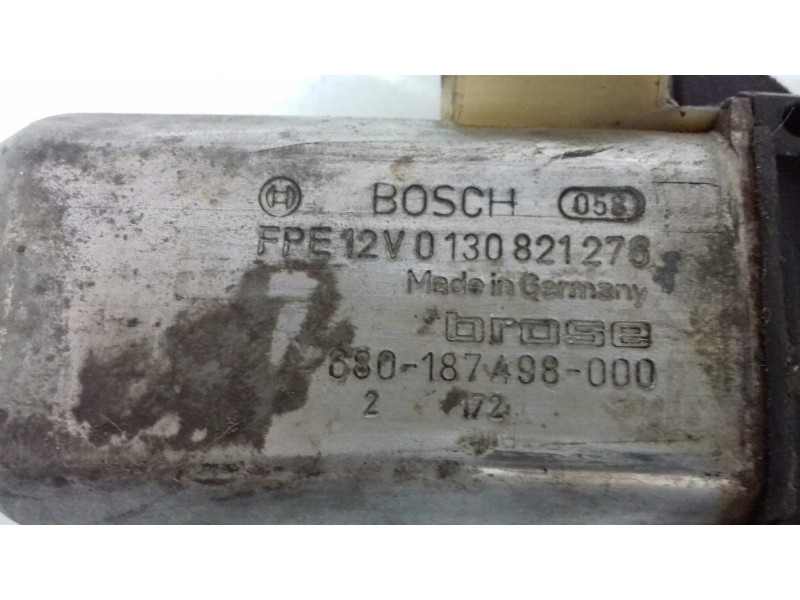 BOSCH 058
FPE 12V 0 130 821 276
Made in Germany
brose
680-187498-000
2 172